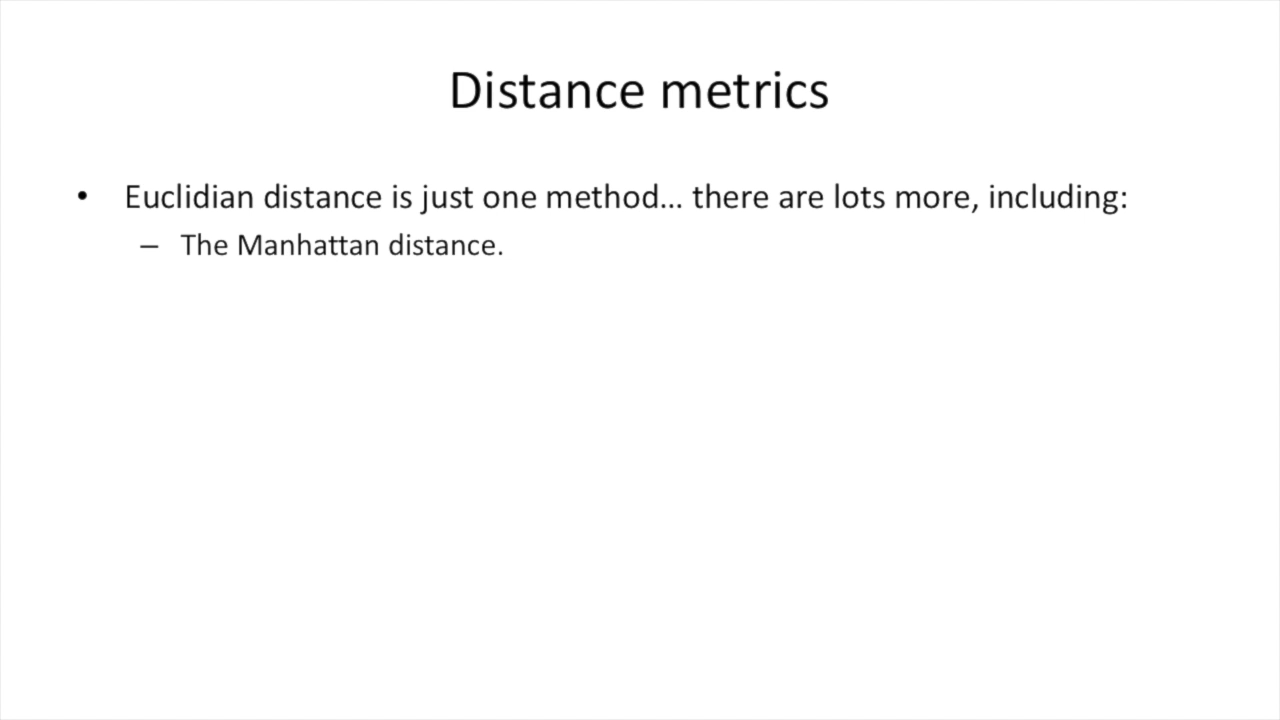 Distance metrics
• Euclidian distance is just one method… there are lots more, including:
– The Manhattan distance.